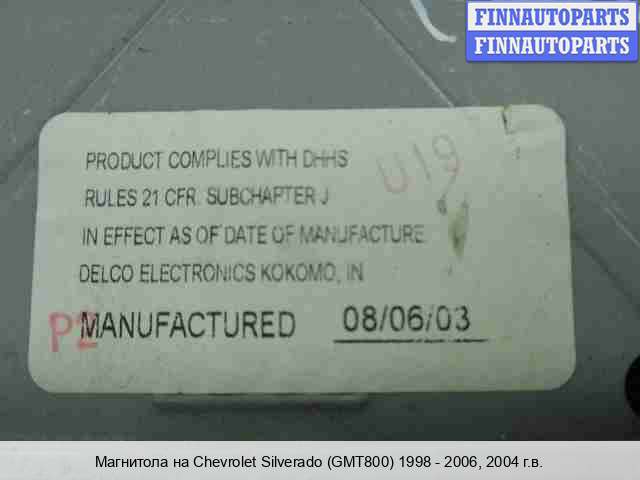 FINNAUTOPARTS
FINNAUTOPARTS
U19
PRODUCT COMPLIES WITH DHHS
RULES 21 CFR. SUBCHAPTER J
IN EFFECT AS OF DATE OF MANUFACTURE
DELCO ELECTRONICS KOKOMO, IN
P2 MANUFACTURED 08/06/03
Магнитола на Chevrolet Silverado (GMT800) 1998 - 2006, 2004 г.в.